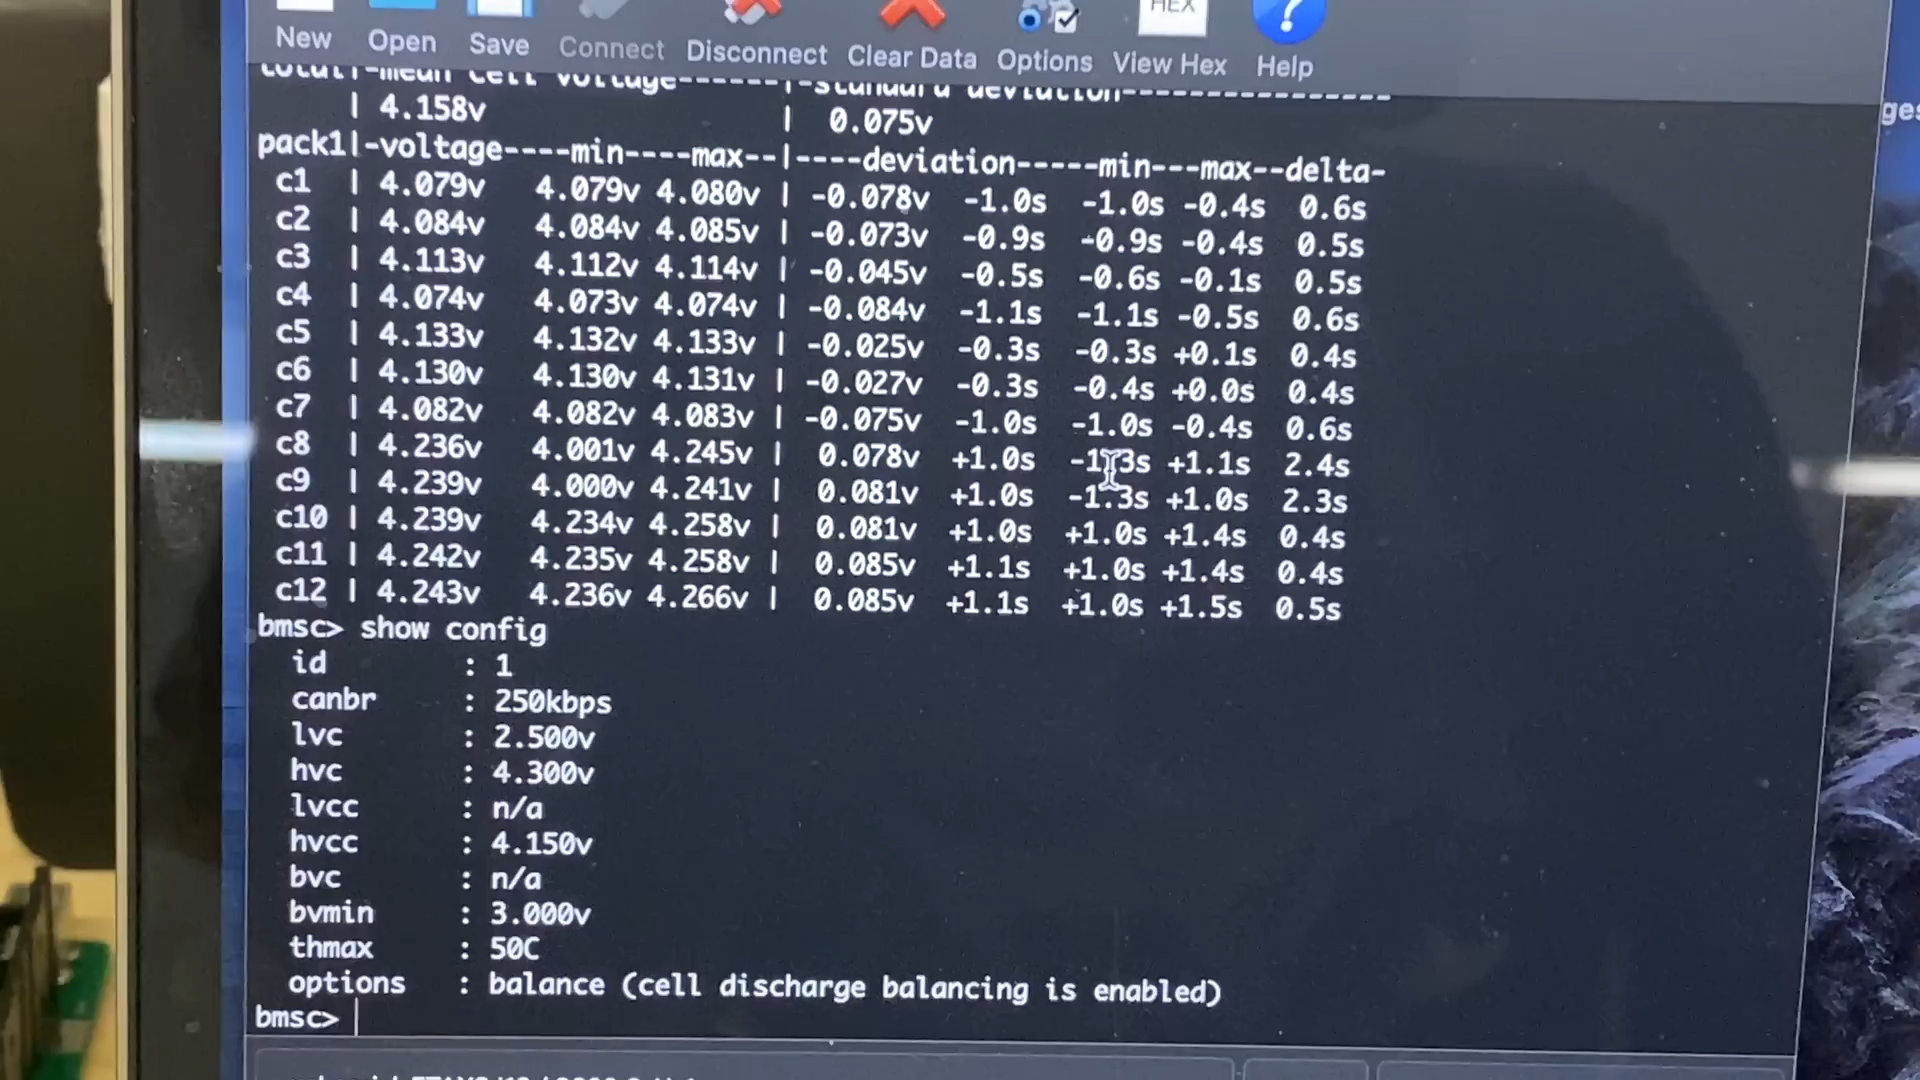 HEX
New Open Save Connect Disconnect Clear Data Options View Hex Help
total|-mean cell voltage------|-standard deviation-----------------
| 4.158v | 0.075v
pack1|-voltage----min----max--|----deviation-----min---max--delta-
c1 | 4.079v 4.079v 4.080v | -0.078v -1.0s -1.0s -0.4s 0.6s
c2 | 4.084v 4.084v 4.085v | -0.073v -0.9s -0.9s -0.4s 0.5s
c3 | 4.113v 4.112v 4.114v | -0.045v -0.5s -0.6s -0.1s 0.5s
c4 | 4.074v 4.073v 4.074v | -0.084v -1.1s -1.1s -0.5s 0.6s
c5 | 4.133v 4.132v 4.133v | -0.025v -0.3s -0.3s +0.1s 0.4s
c6 | 4.130v 4.130v 4.131v | -0.027v -0.3s -0.4s +0.0s 0.4s
c7 | 4.082v 4.082v 4.083v | -0.075v -1.0s -1.0s -0.4s 0.6s
c8 | 4.236v 4.001v 4.245v | 0.078v +1.0s -1.3s +1.1s 2.4s
c9 | 4.239v 4.000v 4.241v | 0.081v +1.0s -1.3s +1.0s 2.3s
c10 | 4.239v 4.234v 4.258v | 0.081v +1.0s +1.0s +1.4s 0.4s
c11 | 4.242v 4.235v 4.258v | 0.085v +1.1s +1.0s +1.4s 0.4s
c12 | 4.243v 4.236v 4.266v | 0.085v +1.1s +1.0s +1.5s 0.5s
bmsc> show config
id : 1
canbr : 250kbps
lvc : 2.500v
hvc : 4.300v
lvcc : n/a
hvcc : 4.150v
bvc : n/a
bvmin : 3.000v
thmax : 50C
options : balance (cell discharge balancing is enabled)
bmsc>